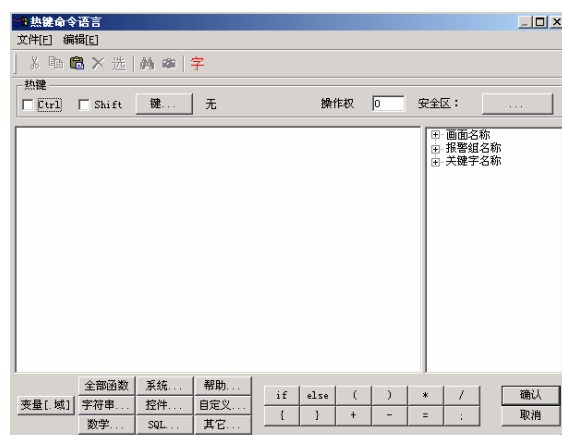 热键命令语言
文件[F] 编辑[E]
选 字
热键
Ctrl Shift 键... 无 操作权 0 安全区： ...
画面名称
报警组名称
关键字名称
全部函数 系统... 帮助...
变量[.域] 字符串... 控件... 自定义...
数学... SQL... 其它...
if else ( ) * / 确认
{ } + - = ; 取消